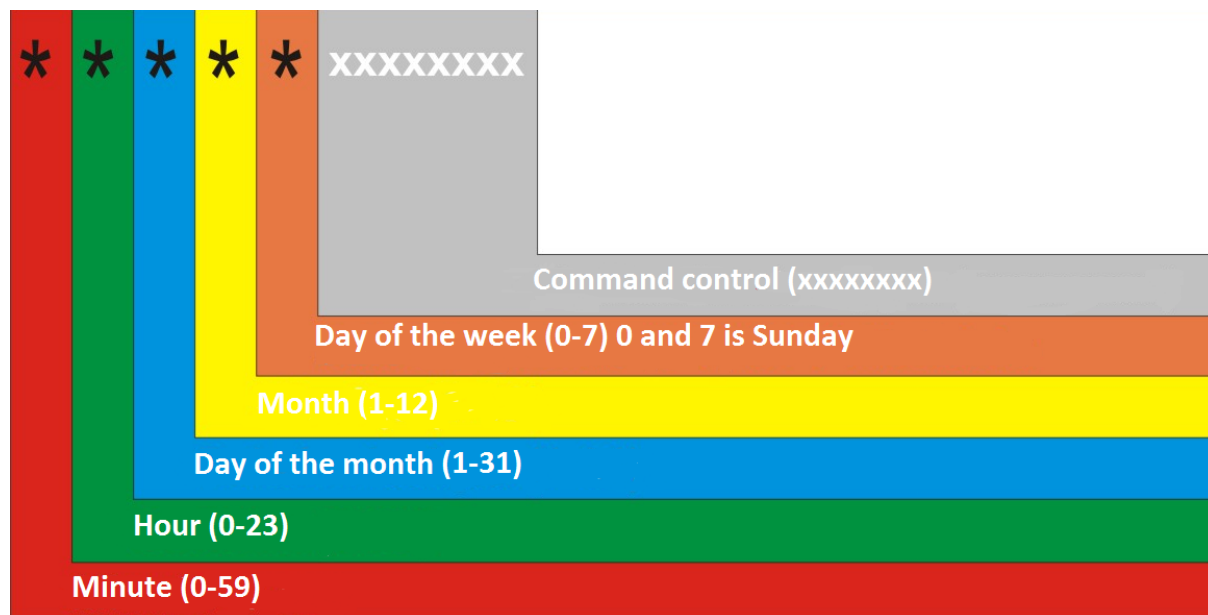 * * * * * xxxxxxxx
Command control (xxxxxxxx)
Day of the week (0-7) 0 and 7 is Sunday
Month (1-12)
Day of the month (1-31)
Hour (0-23)
Minute (0-59)